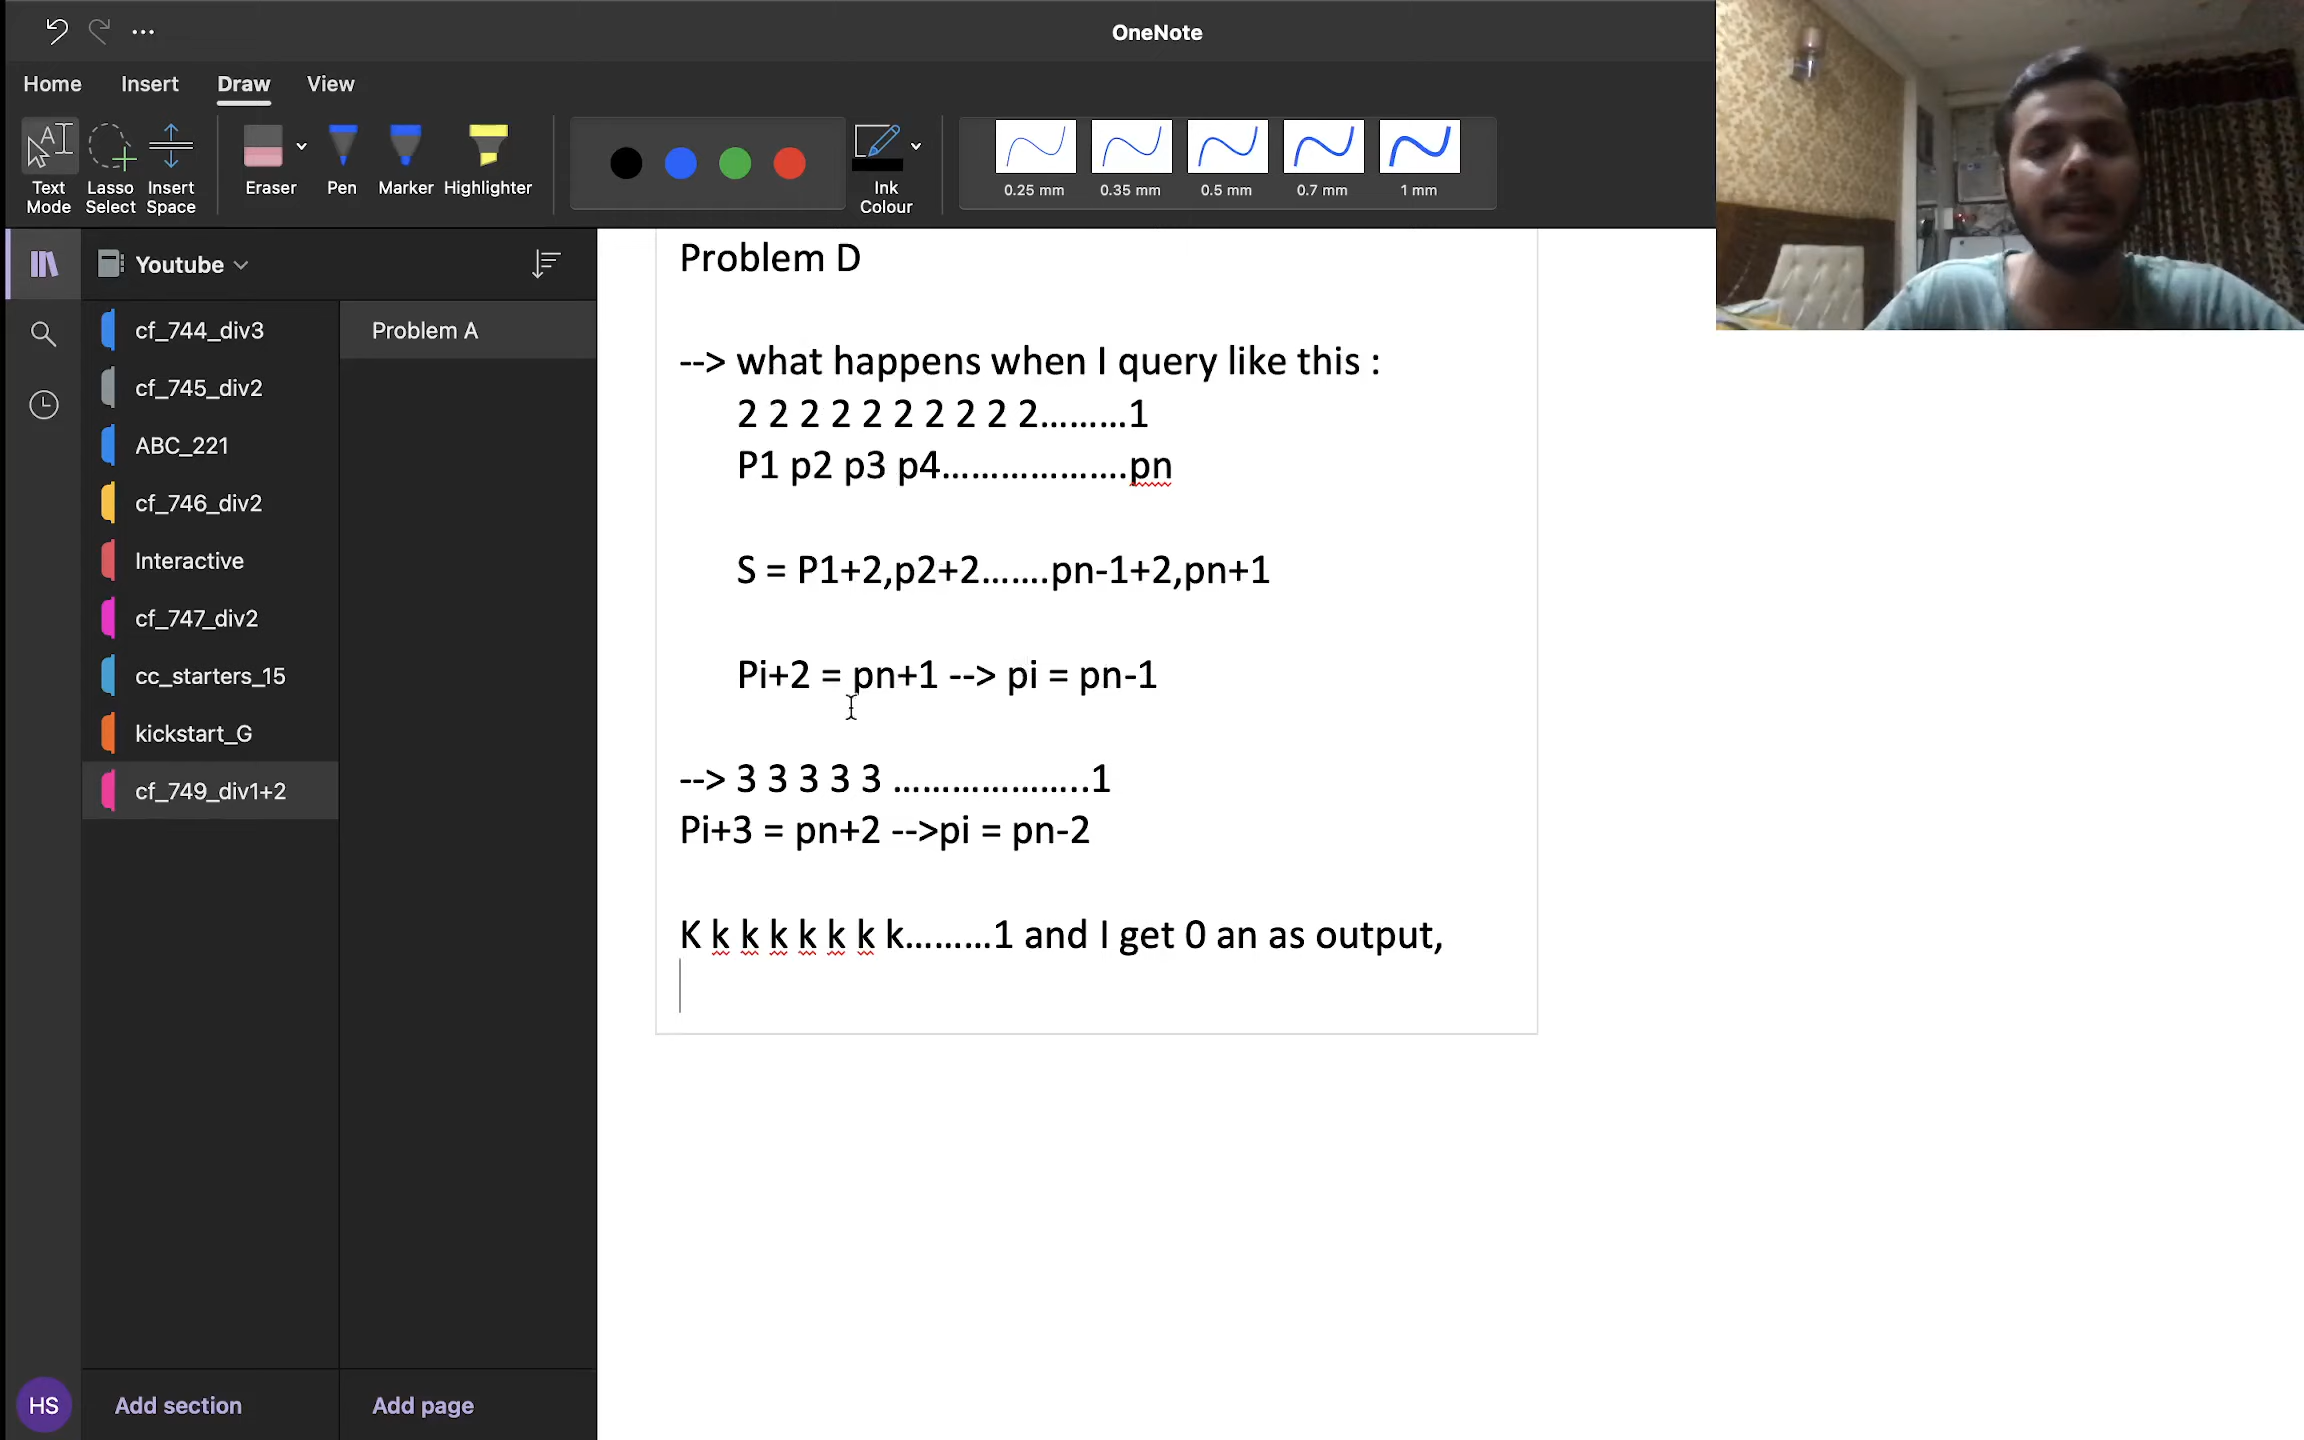 OneNote
Home Insert Draw View
Text Mode
Lasso Select
Insert Space
Eraser
Pen
Marker
Highlighter
Ink Colour
0.25 mm
0.35 mm
0.5 mm
0.7 mm
1 mm
Youtube
cf_744_div3
cf_745_div2
ABC_221
cf_746_div2
Interactive
cf_747_div2
cc_starters_15
kickstart_G
cf_749_div1+2
Problem A
HS
Add section
Add page
Problem D
--> what happens when I query like this :
2 2 2 2 2 2 2 2 2 2.........1
P1 p2 p3 p4....................pn
S = P1+2,p2+2.......pn-1+2,pn+1
Pi+2 = pn+1 --> pi = pn-1
--> 3 3 3 3 3 ....................1
Pi+3 = pn+2 -->pi = pn-2
K k k k k k k k.........1 and I get 0 an as output,